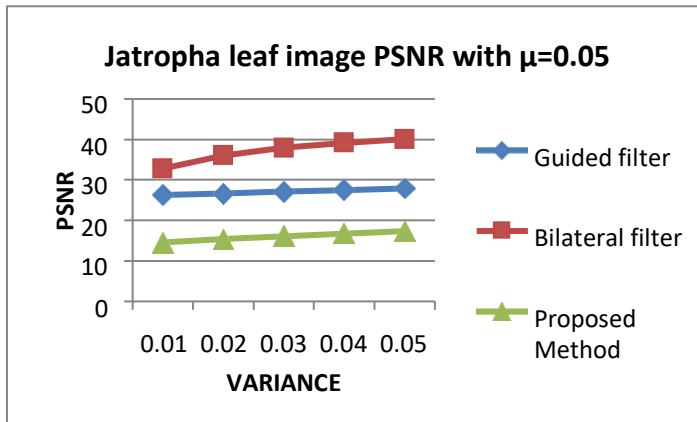 Jatropha leaf image PSNR with μ=0.05
50
40
30
20
10
0
PSNR
0.01 0.02 0.03 0.04 0.05
VARIANCE
Guided filter
Bilateral filter
Proposed
Method